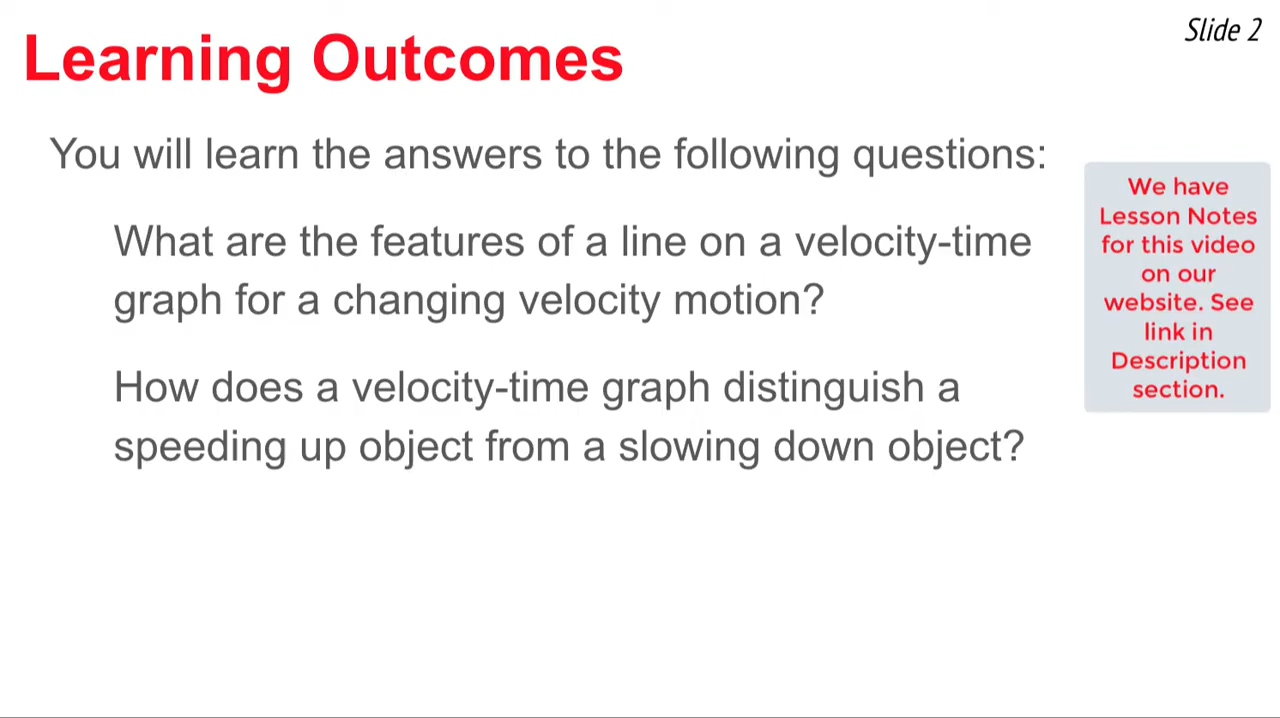 Slide 2
Learning Outcomes
You will learn the answers to the following questions:
What are the features of a line on a velocity-time
graph for a changing velocity motion?
How does a velocity-time graph distinguish a
speeding up object from a slowing down object?
We have
Lesson Notes
for this video
on our
website. See
link in
Description
section.